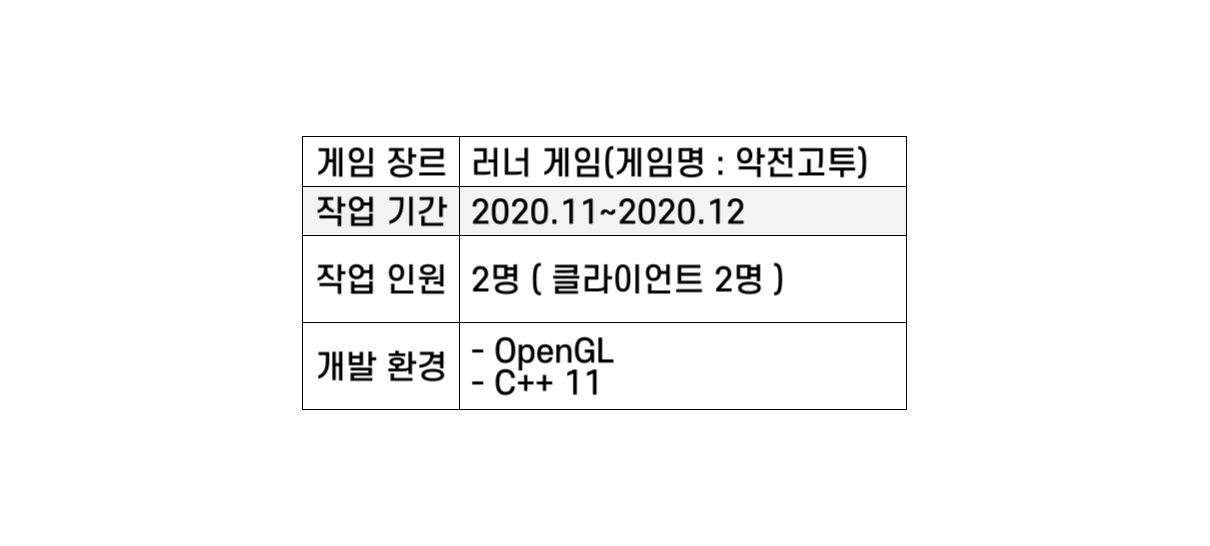 게임 장르 러너 게임(게임명 : 악전고투)
작업 기간 2020.11~2020.12
작업 인원 2명 ( 클라이언트 2명 )
개발 환경 - OpenGL
- C++ 11